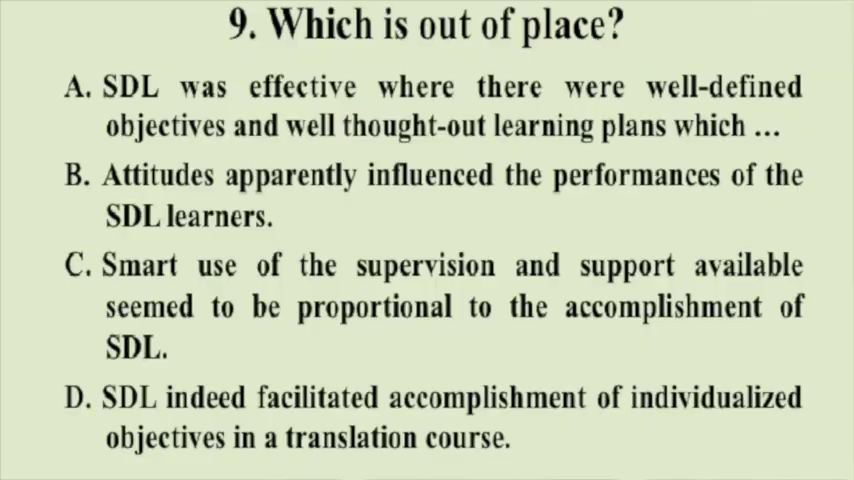 9. Which is out of place?
A. SDL was effective where there were well-defined
objectives and well thought-out learning plans which ...
B. Attitudes apparently influenced the performances of the
SDL learners.
C. Smart use of the supervision and support available
seemed to be proportional to the accomplishment of
SDL.
D. SDL indeed facilitated accomplishment of individualized
objectives in a translation course.